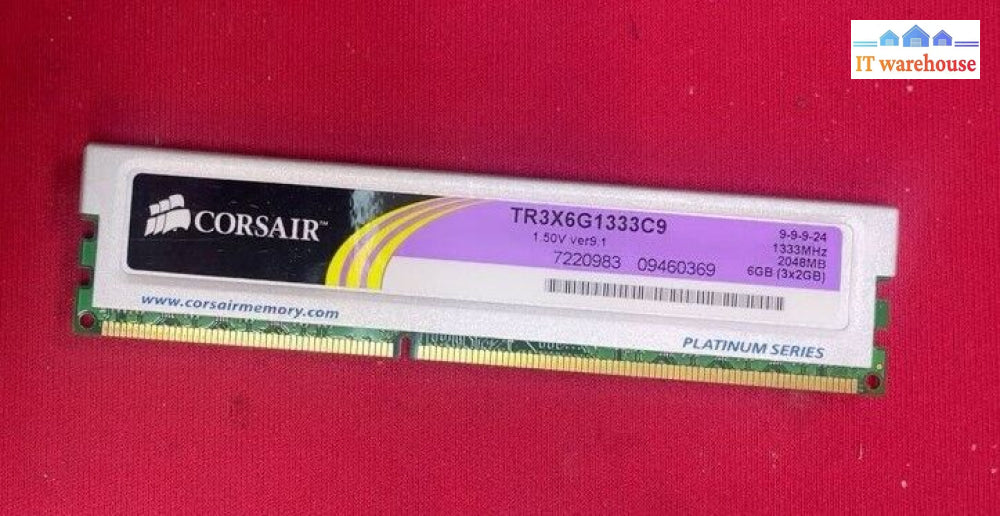 IT warehouse
CORSAIR™
TR3X6G1333C9
1.50V ver9.1
7220983 09460369
9-9-9-24
1333MHz
2048MB
6GB (3x2GB)
www.corsairmemory.com
PLATINUM SERIES